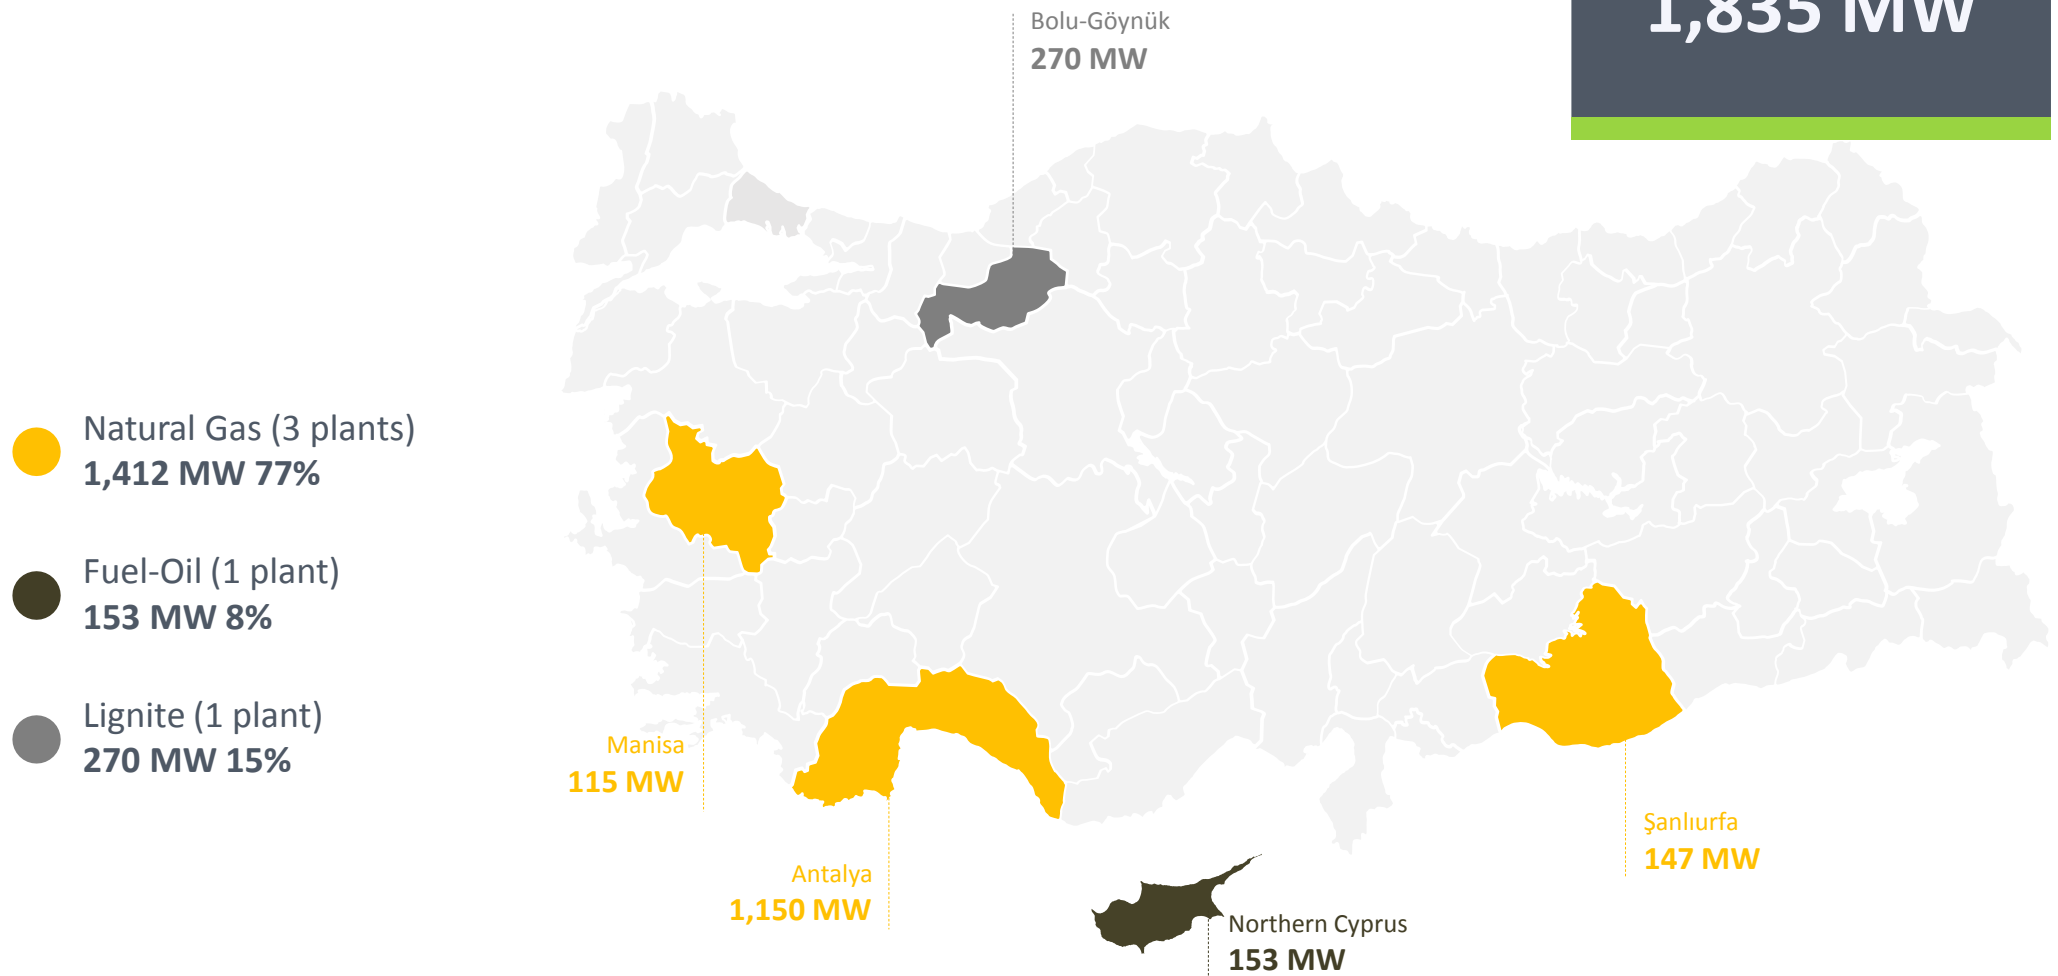 1,835 MW
Bolu-Göynük
270 MW
Natural Gas (3 plants)
1,412 MW 77%
Fuel-Oil (1 plant)
153 MW 8%
Lignite (1 plant)
270 MW 15%
Manisa
115 MW
Antalya
1,150 MW
Şanlıurfa
147 MW
Northern Cyprus
153 MW